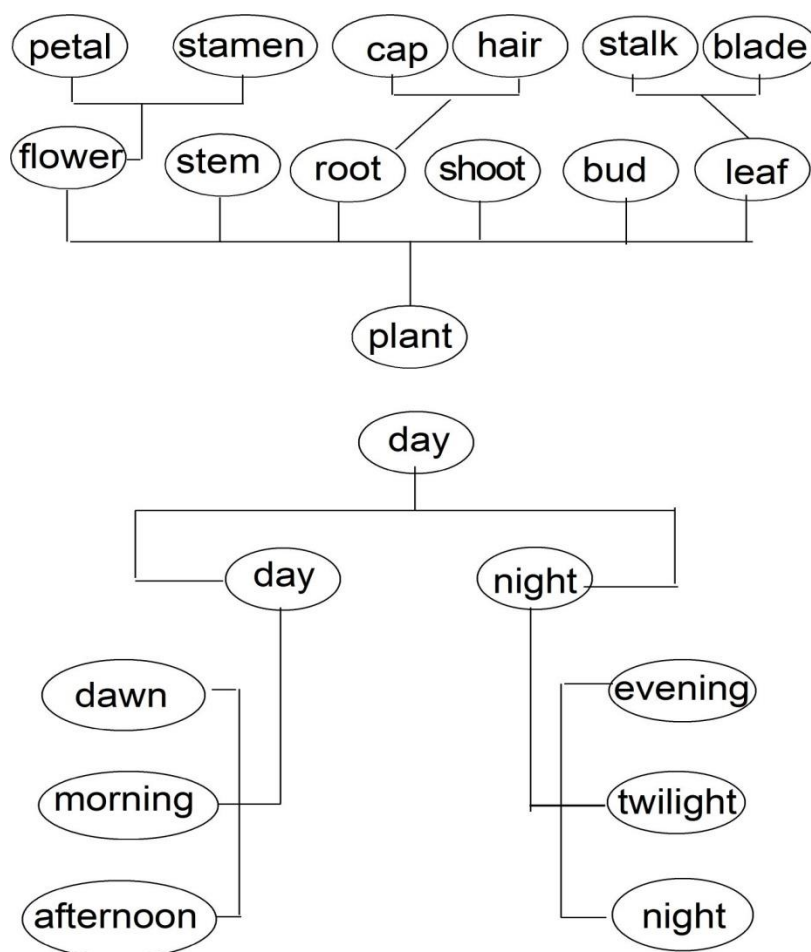 petal stamen cap hair stalk blade
flower stem root shoot bud leaf
plant
day
day night
dawn evening
morning twilight
afternoon night